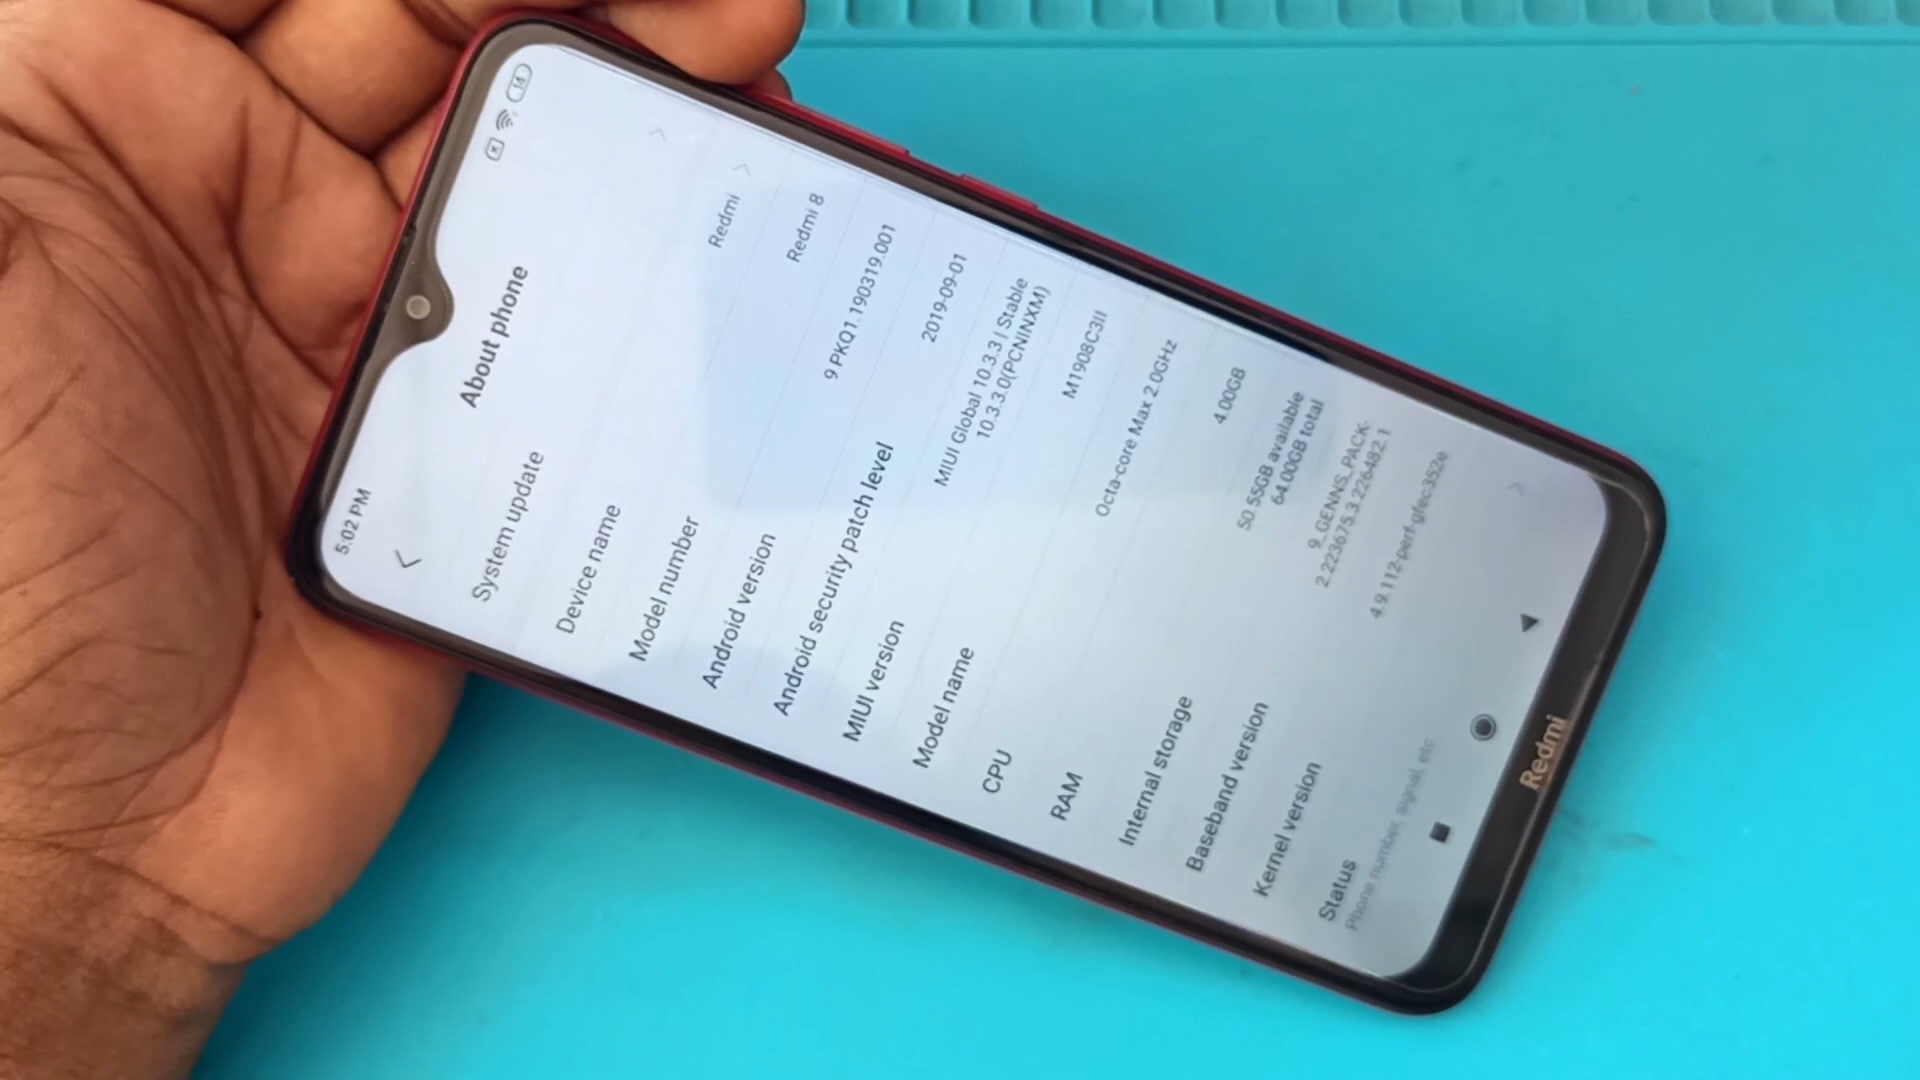 5:02 PM
14
About phone
System update
Device name
Redmi
Model number
Redmi 8
Android version
9 PKQ1.190319.001
Android security patch level
2019-09-01
MIUI version
MIUI Global 10.3.3 | Stable
10.3.3.0(PCNINXM)
Model name
M1908C3II
CPU
Octa-core Max 2.0GHz
RAM
4.00GB
Internal storage
50.55GB available
64.00GB total
Baseband version
9_GENNS_PACK-
2.223675.3.226482.1
Kernel version
4.9.112-perf-gfec352e
Status
Phone number, signal, etc.
Redmi